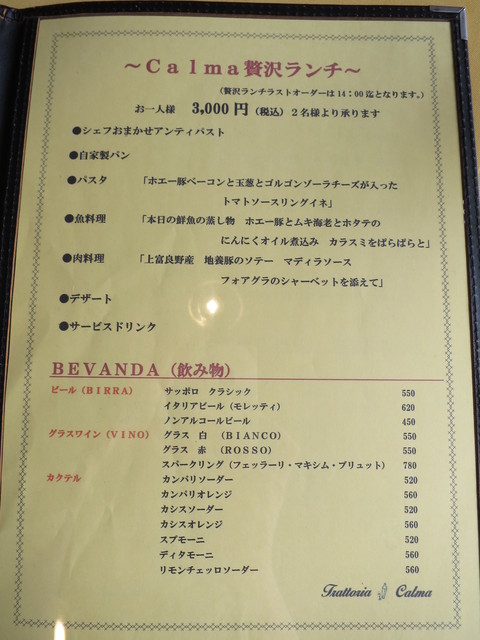 ～Ｃａｌｍａ贅沢ランチ～
（贅沢ランチラストオーダーは14：00迄となります。）
お一人様 3,000円（税込）２名様より承ります
●シェフおまかせアンティパスト
●自家製パン
●パスタ 「ホエー豚ベーコンと玉葱とゴルゴンゾーラチーズが入った
トマトソースリングイネ」
●魚料理 「本日の鮮魚の蒸し物 ホエー豚とムキ海老とホタテの
にんにくオイル煮込み カラスミをぱらぱらと」
●肉料理 「上富良野産 地養豚のソテー マディラソース
フォアグラのシャーベットを添えて」
●デザート
●サービスドリンク
ＢＥＶＡＮＤＡ（飲み物）
ビール（ＢＩＲＲＡ） サッポロ クラシック 550
イタリアビール（モレッティ） 620
ノンアルコールビール 450
グラスワイン（ＶＩＮＯ） グラス 白 （ＢＩＡＮＣＯ） 550
グラス 赤 （ＲＯＳＳＯ） 550
スパークリング（フェッラーリ・マキシム・ブリュット） 780
カクテル カンパリソーダー 520
カンパリオレンジ 560
カシスソーダー 520
カシスオレンジ 560
スプモーニ 520
ディタモーニ 560
リモンチェッロソーダー 560
Trattoria Calma